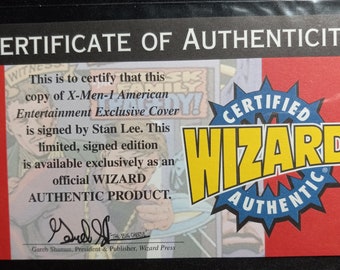 ERTIFICATE OF AUTHENTICIT
This is to certify that this
copy of X-Men-1 American
Entertainment Exclusive Cover
is signed by Stan Lee. This
limited, signed edition
is available exclusively as an
official WIZARD
AUTHENTIC PRODUCT.
Gareb Shamus, President & Publisher, Wizard Press
CERTIFIED
WIZARD
AUTHENTIC